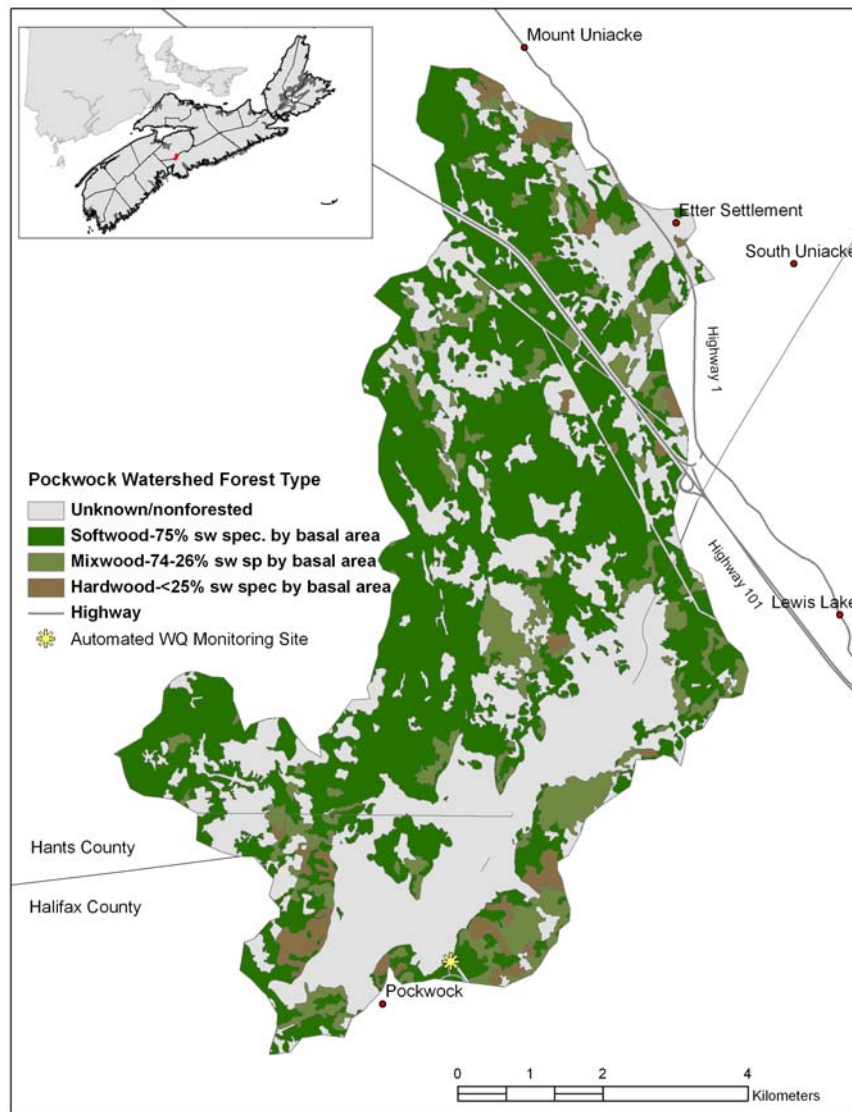 Mount Uniacke
Etter Settlement
South Uniacke
Highway 1
Pockwock Watershed Forest Type
Unknown/nonforested
Softwood-75% sw spec. by basal area
Mixwood-74-26% sw sp by basal area
Hardwood-<25% sw spec by basal area
Highway
Automated WQ Monitoring Site
Highway 101
Lewis Lake
Hants County
Halifax County
Pockwock
0 1 2 4
Kilometers